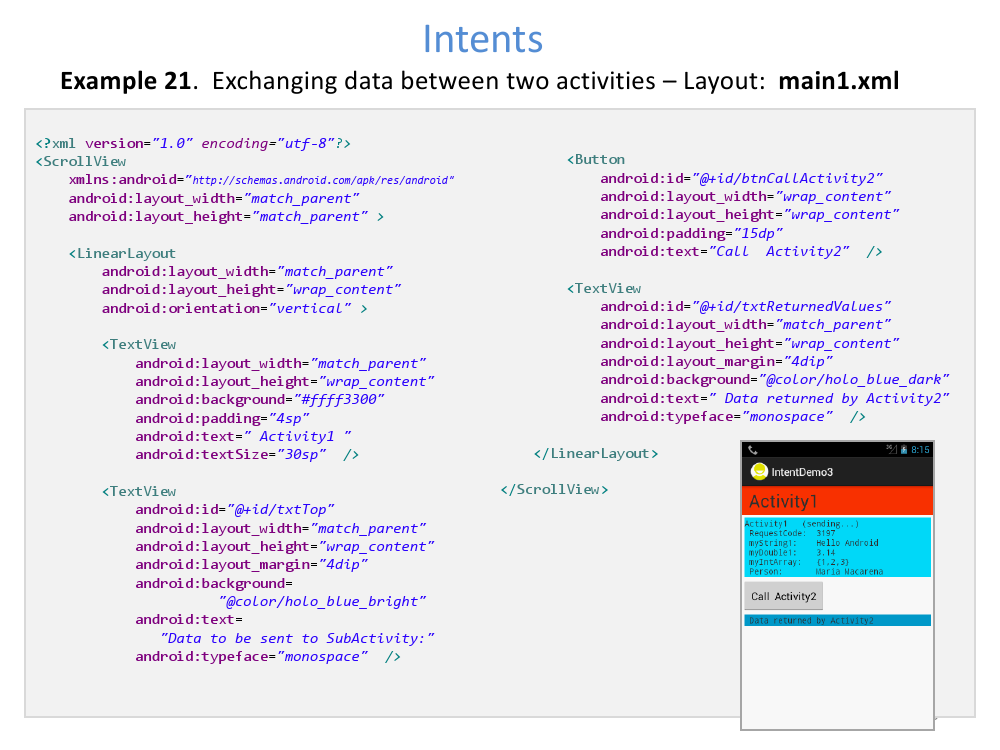 Intents
Example 21. Exchanging data between two activities – Layout: main1.xml
<?xml version="1.0" encoding="utf-8"?>
<ScrollView
xmlns:android="http://schemas.android.com/apk/res/android"
android:layout_width="match_parent"
android:layout_height="match_parent" >
<LinearLayout
android:layout_width="match_parent"
android:layout_height="wrap_content"
android:orientation="vertical" >
<TextView
android:layout_width="match_parent"
android:layout_height="wrap_content"
android:background="#ffff3300"
android:padding="4sp"
android:text=" Activity1 "
android:textSize="30sp" />
<TextView
android:id="@+id/txtTop"
android:layout_width="match_parent"
android:layout_height="wrap_content"
android:layout_margin="4dip"
android:background=
"@color/holo_blue_bright"
android:text=
"Data to be sent to SubActivity:"
android:typeface="monospace" />
<Button
android:id="@+id/btnCallActivity2"
android:layout_width="wrap_content"
android:layout_height="wrap_content"
android:padding="15dp"
android:text="Call Activity2" />
<TextView
android:id="@+id/txtReturnedValues"
android:layout_width="match_parent"
android:layout_height="wrap_content"
android:layout_margin="4dip"
android:background="@color/holo_blue_dark"
android:text=" Data returned by Activity2"
android:typeface="monospace" />
</LinearLayout>
</ScrollView>
8:15
IntentDemo3
Activity1
Activity1 (sending...)
RequestCode: 3197
myString1: Hello Android
myDouble1: 3.14
myIntArray: {1,2,3}
Person: Maria Macarena
Call Activity2
Data returned by Activity2